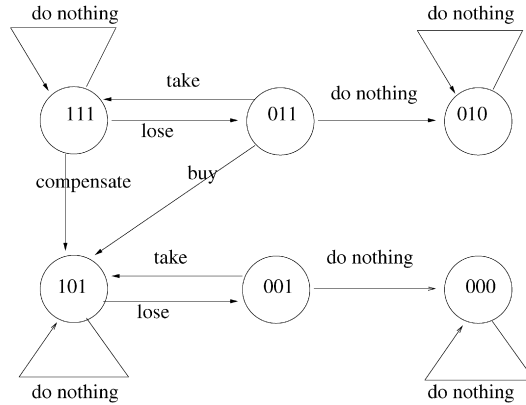 do nothing
do nothing
take
do nothing
111
011
010
lose
compensate
buy
take
do nothing
101
001
000
lose
do nothing
do nothing